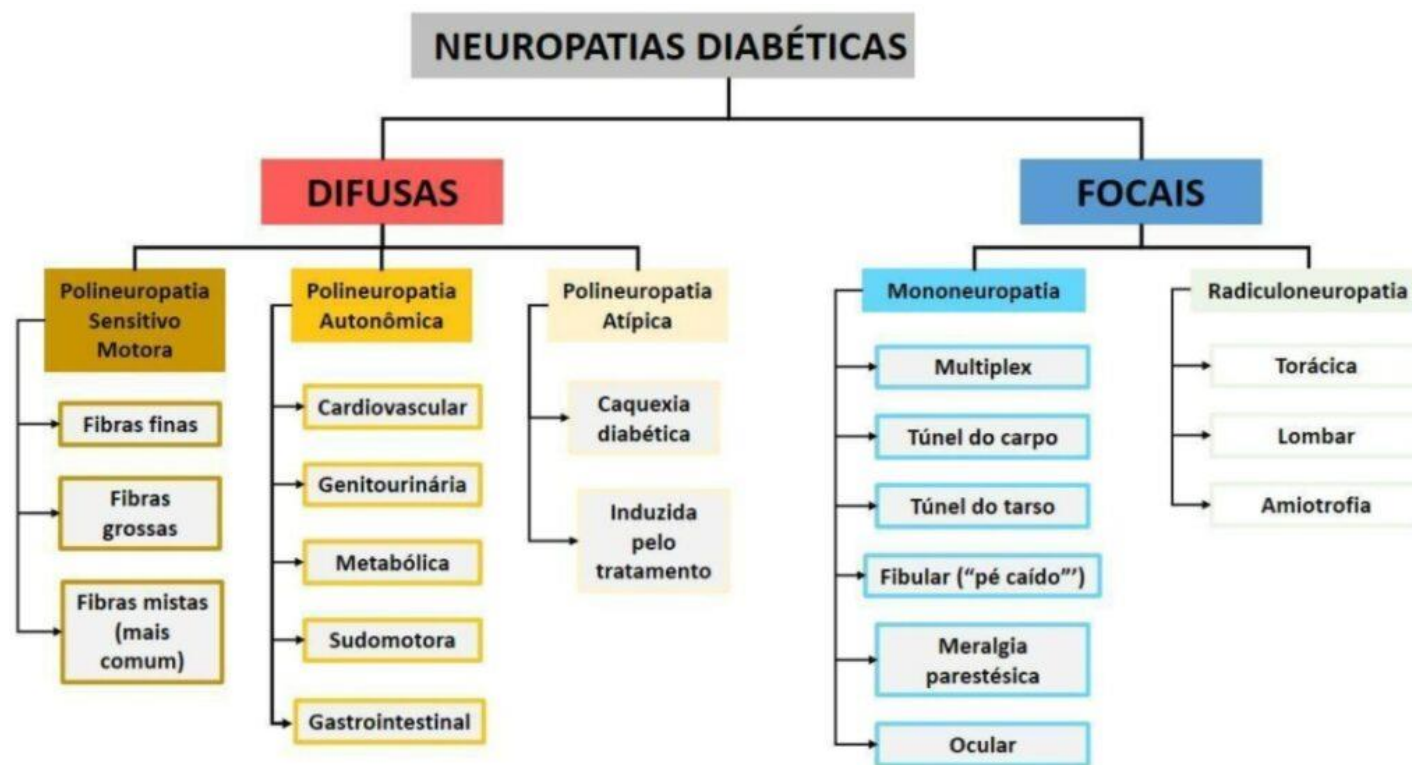 NEUROPATIAS DIABÉTICAS
DIFUSAS
FOCAIS
Polineuropatia
Sensitivo
Motora
Fibras finas
Fibras
grossas
Fibras mistas
(mais
comum)
Polineuropatia
Autonômica
Cardiovascular
Genitourinária
Metabólica
Sudomotora
Gastrointestinal
Polineuropatia
Atípica
Caquexia
diabética
Induzida
pelo
tratamento
Mononeuropatia
Multiplex
Túnel do carpo
Túnel do tarso
Fibular (“pé caído”’)
Meralgia
parestésica
Ocular
Radiculoneuropatia
Torácica
Lombar
Amiotrofia